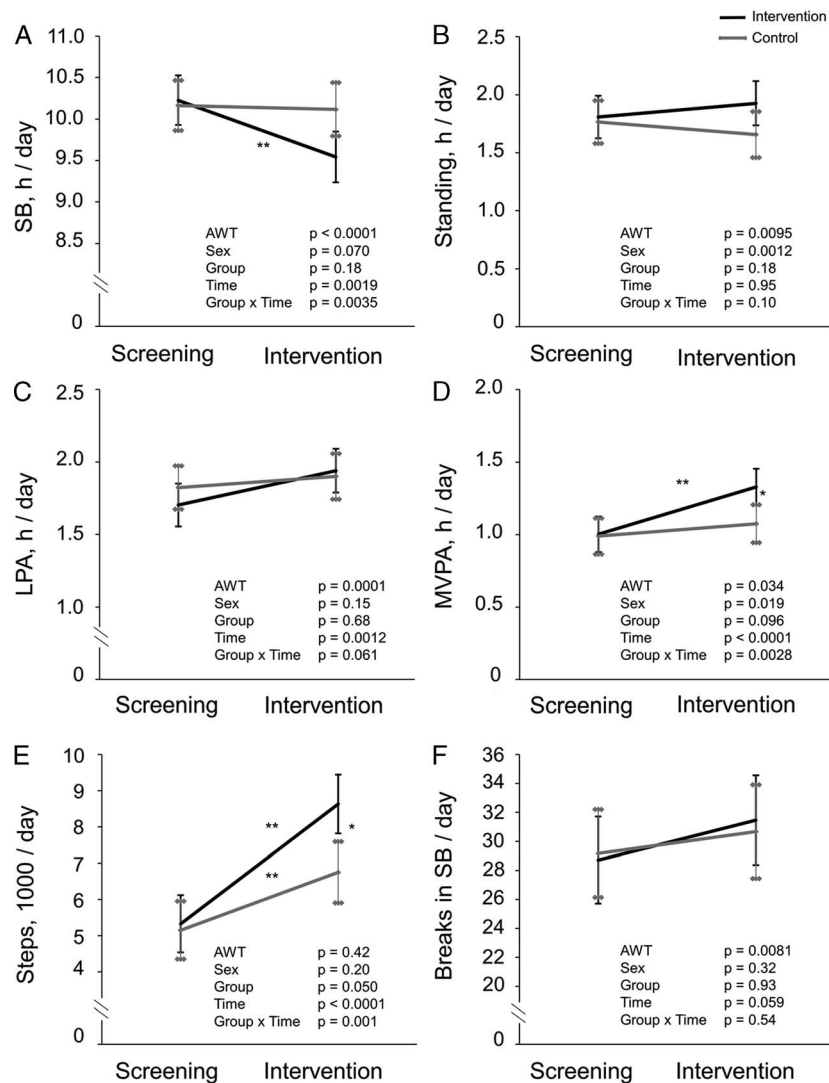 Intervention
Control
A
SB, h / day
11.0
10.5
10.0
9.5
9.0
8.5
0
**
AWT p < 0.0001
Sex p = 0.070
Group p = 0.18
Time p = 0.0019
Group x Time p = 0.0035
Screening Intervention
B
Standing, h / day
2.5
2.0
1.5
1.0
0.5
0
AWT p = 0.0095
Sex p = 0.0012
Group p = 0.18
Time p = 0.95
Group x Time p = 0.10
Screening Intervention
C
LPA, h / day
2.5
2.0
1.5
1.0
0
AWT p = 0.0001
Sex p = 0.15
Group p = 0.68
Time p = 0.0012
Group x Time p = 0.061
Screening Intervention
D
MVPA, h / day
2.0
1.5
1.0
0.5
0
**
*
AWT p = 0.034
Sex p = 0.019
Group p = 0.096
Time p < 0.0001
Group x Time p = 0.0028
Screening Intervention
E
Steps, 1000 / day
10
9
8
7
6
5
4
0
**
*
**
AWT p = 0.42
Sex p = 0.20
Group p = 0.050
Time p < 0.0001
Group x Time p = 0.001
Screening Intervention
F
Breaks in SB / day
36
34
32
30
28
26
24
22
20
0
AWT p = 0.0081
Sex p = 0.32
Group p = 0.93
Time p = 0.059
Group x Time p = 0.54
Screening Intervention